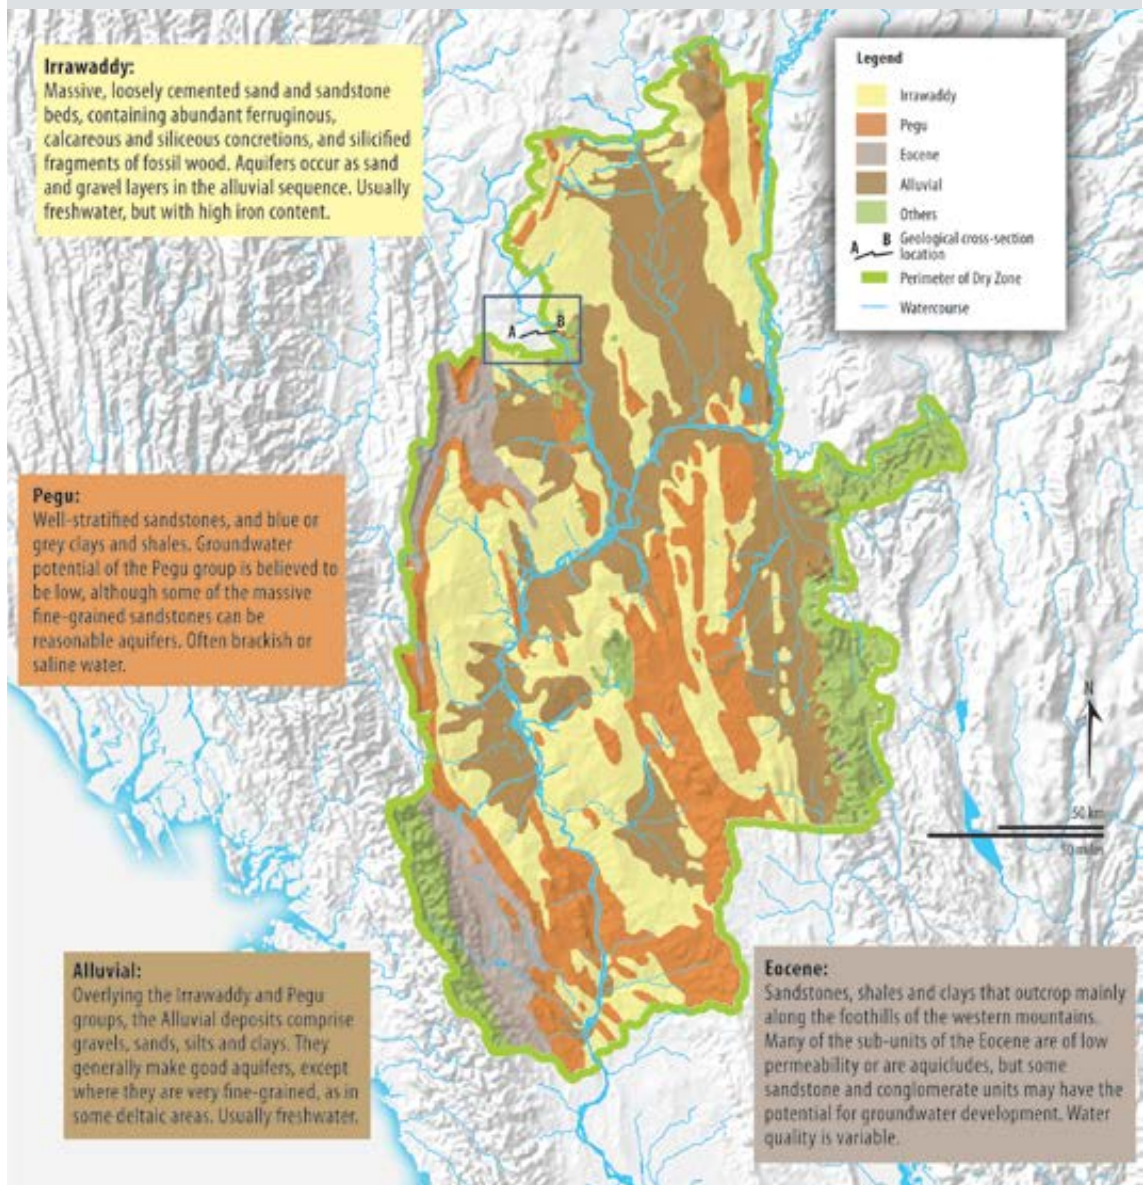 Irrawaddy:
Massive, loosely cemented sand and sandstone
beds, containing abundant ferruginous,
calcareous and siliceous concretions, and silicified
fragments of fossil wood. Aquifers occur as sand
and gravel layers in the alluvial sequence. Usually
freshwater, but with high iron content.
Legend
Irrawaddy
Pegu
Eocene
Alluvial
Others
A B Geological cross-section
location
Perimeter of Dry Zone
Watercourse
A B
Pegu:
Well-stratified sandstones, and blue or
grey clays and shales. Groundwater
potential of the Pegu group is believed to
be low, although some of the massive
fine-grained sandstones can be
reasonable aquifers. Often brackish or
saline water.
N
50 km
50 miles
Alluvial:
Overlying the Irrawaddy and Pegu
groups, the Alluvial deposits comprise
gravels, sands, silts and clays. They
generally make good aquifers, except
where they are very fine-grained, as in
some deltaic areas. Usually freshwater.
Eocene:
Sandstones, shales and clays that outcrop mainly
along the foothills of the western mountains.
Many of the sub-units of the Eocene are of low
permeability or are aquicludes, but some
sandstone and conglomerate units may have the
potential for groundwater development. Water
quality is variable.